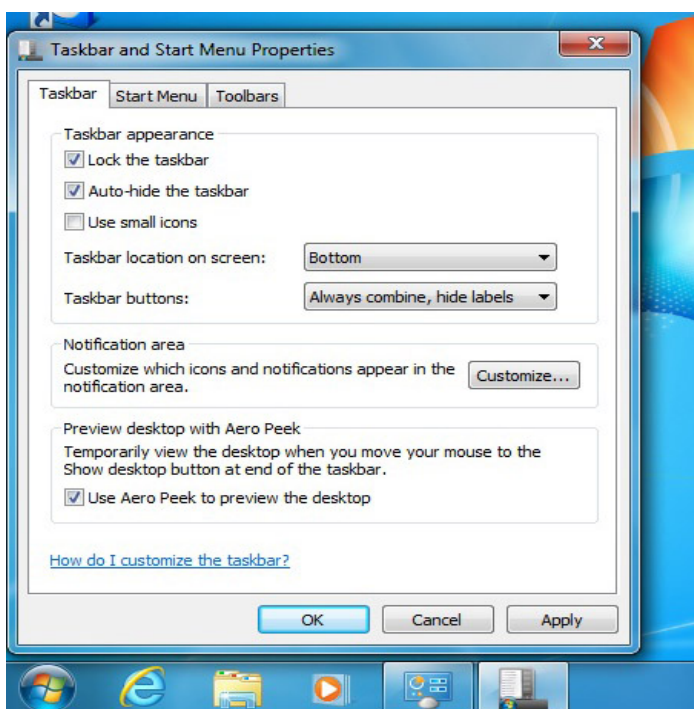 Taskbar and Start Menu Properties
Taskbar
Start Menu
Toolbars
Taskbar appearance
Lock the taskbar
Auto-hide the taskbar
Use small icons
Taskbar location on screen:
Bottom
Taskbar buttons:
Always combine, hide labels
Notification area
Customize which icons and notifications appear in the
notification area.
Customize...
Preview desktop with Aero Peek
Temporarily view the desktop when you move your mouse to the
Show desktop button at end of the taskbar.
Use Aero Peek to preview the desktop
How do I customize the taskbar?
OK
Cancel
Apply